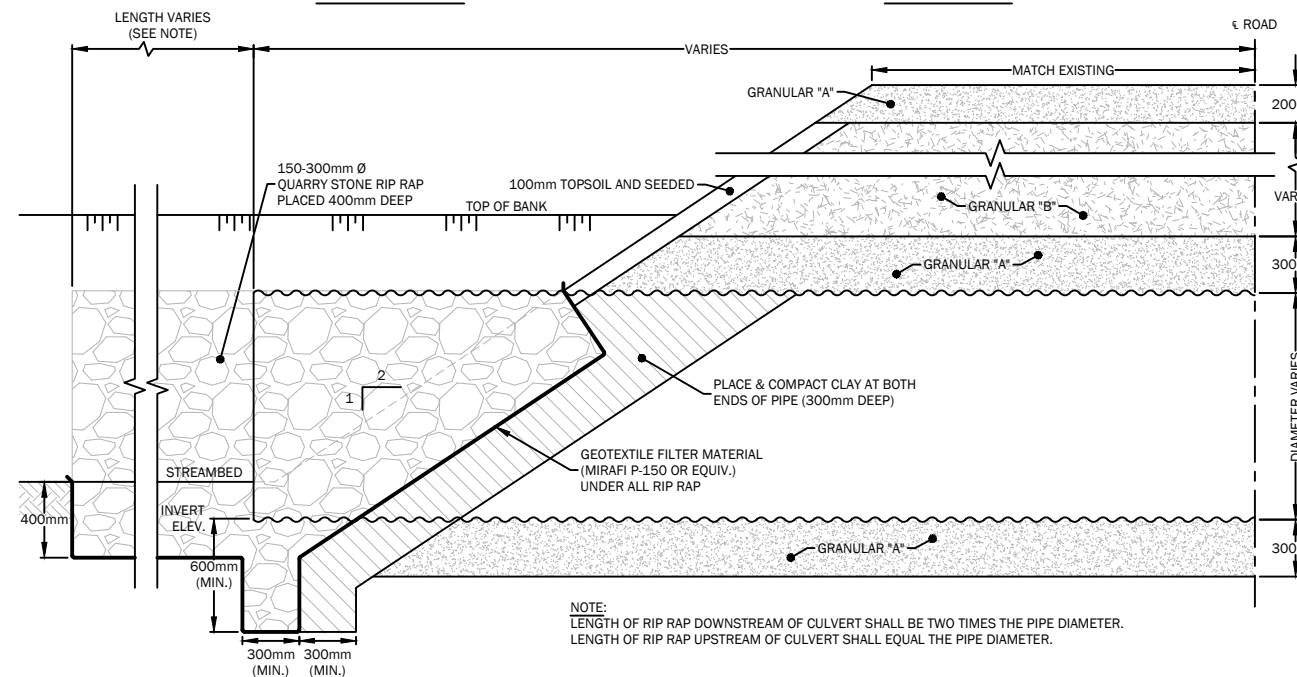 LENGTH VARIES
(SEE NOTE)
℄ ROAD
VARIES
MATCH EXISTING
GRANULAR "A"
200
150-300mm Ø
QUARRY STONE RIP RAP
PLACED 400mm DEEP
100mm TOPSOIL AND SEEDED
TOP OF BANK
GRANULAR "B"
VAR
GRANULAR "A"
300
2
1
PLACE & COMPACT CLAY AT BOTH
ENDS OF PIPE (300mm DEEP)
DIAMETER VARIES
GEOTEXTILE FILTER MATERIAL
(MIRAFI P-150 OR EQUIV.)
UNDER ALL RIP RAP
STREAMBED
400mm
INVERT
ELEV.
600mm
(MIN.)
GRANULAR "A"
300
300mm
(MIN.)
300mm
(MIN.)
NOTE:
LENGTH OF RIP RAP DOWNSTREAM OF CULVERT SHALL BE TWO TIMES THE PIPE DIAMETER.
LENGTH OF RIP RAP UPSTREAM OF CULVERT SHALL EQUAL THE PIPE DIAMETER.